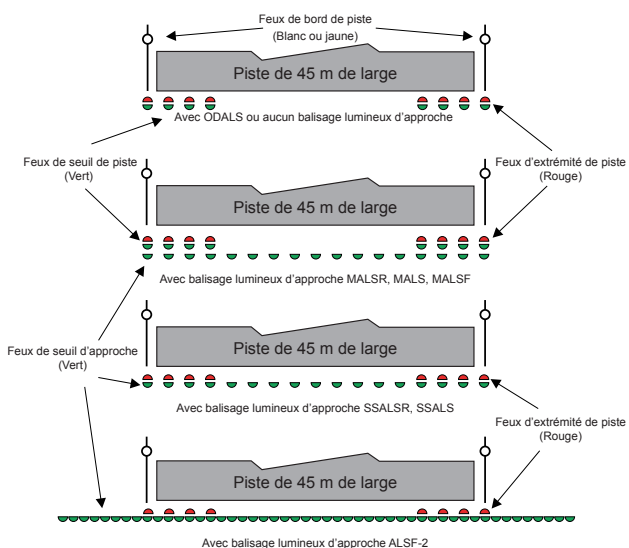 Feux de bord de piste
(Blanc ou jaune)
Piste de 45 m de large
Avec ODALS ou aucun balisage lumineux d'approche
Feux de seuil de piste
(Vert)
Feux d'extrémité de piste
(Rouge)
Piste de 45 m de large
Avec balisage lumineux d'approche MALSR, MALS, MALSF
Feux de seuil d'approche
(Vert)
Piste de 45 m de large
Avec balisage lumineux d'approche SSALSR, SSALS
Feux d'extrémité de piste
(Rouge)
Piste de 45 m de large
Avec balisage lumineux d'approche ALSF-2